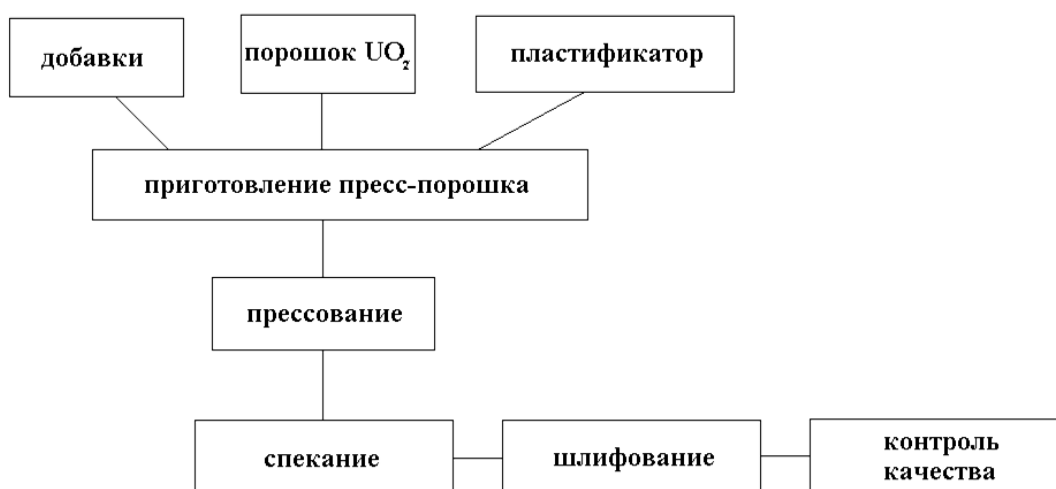 добавки
порошок UO₂
пластификатор
приготовление пресс-порошка
прессование
спекание
шлифование
контроль
качества